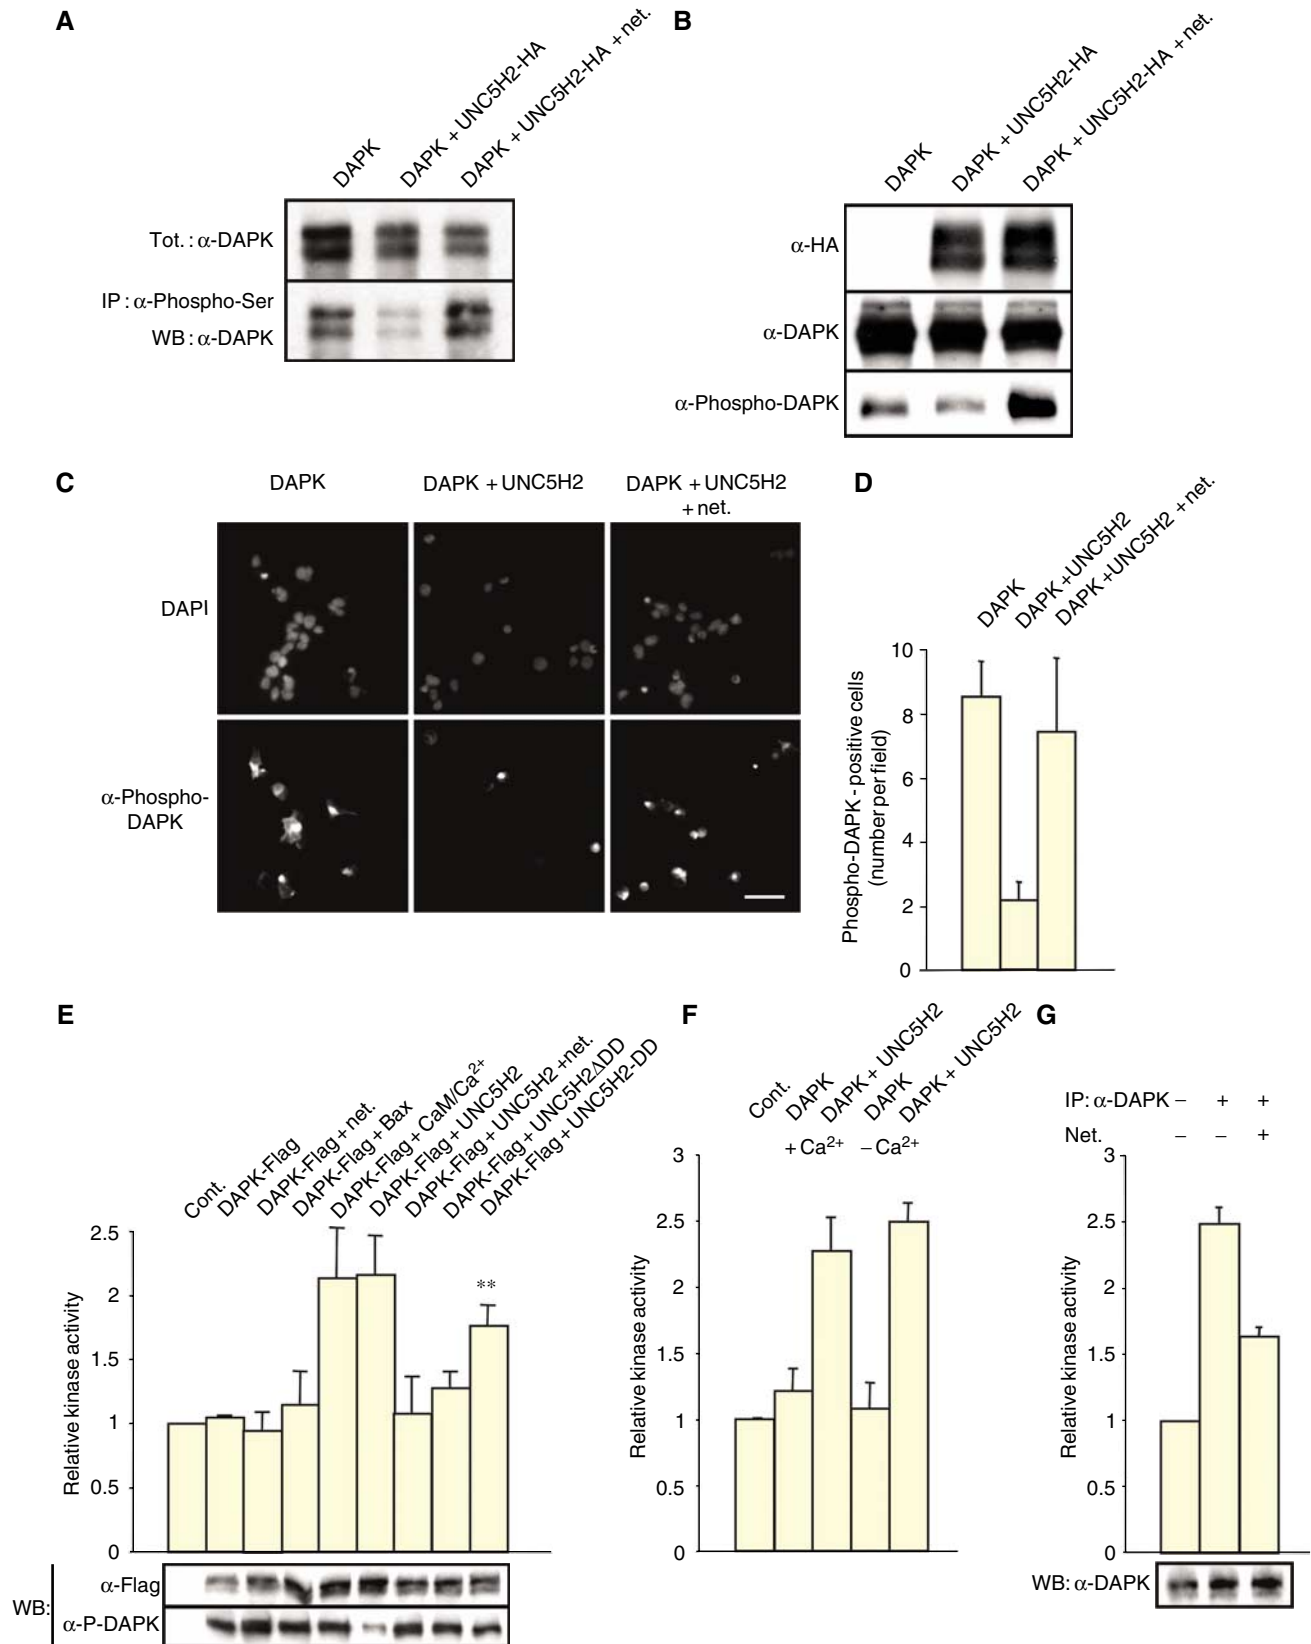 A
DAPK
DAPK + UNC5H2-HA
DAPK + UNC5H2-HA + net.
Tot. : α-DAPK
IP : α-Phospho-Ser
WB : α-DAPK
B
DAPK
DAPK + UNC5H2-HA
DAPK + UNC5H2-HA + net.
α-HA
α-DAPK
α-Phospho-DAPK
C
DAPK
DAPK + UNC5H2
DAPK + UNC5H2
+ net.
DAPI
α-Phospho-
DAPK
D
DAPK
DAPK +UNC5H2
DAPK +UNC5H2 + net.
Phospho-DAPK - positive cells
(number per field)
10
8
6
4
2
0
E
Cont.
DAPK-Flag
DAPK-Flag + net.
DAPK-Flag + Bax
DAPK-Flag + CaM/Ca2+
DAPK-Flag + UNC5H2
DAPK-Flag + UNC5H2 +net.
DAPK-Flag + UNC5H2ΔDD
DAPK-Flag + UNC5H2-DD
Relative kinase activity
2.5
2
1.5
1
0.5
0
**
WB:
α-Flag
α-P-DAPK
F
Cont.
DAPK
DAPK + UNC5H2
DAPK
DAPK + UNC5H2
+ Ca2+
− Ca2+
Relative kinase activity
3
2.5
2
1.5
1
0.5
0
G
IP: α-DAPK − + +
Net. − − +
Relative kinase activity
3
2.5
2
1.5
1
0.5
0
WB: α-DAPK